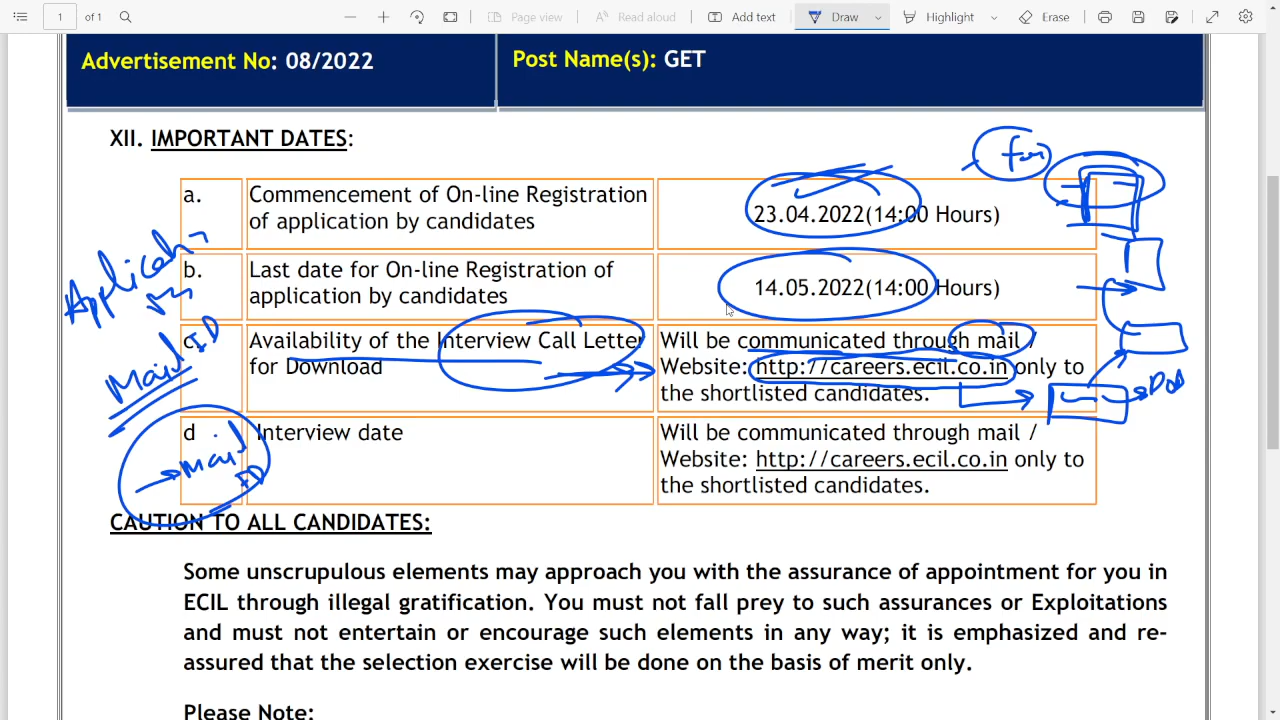 1 of 1 Page view Read aloud Add text Draw Highlight Erase
Advertisement No: 08/2022 Post Name(s): GET
XII. IMPORTANT DATES:
a. Commencement of On-line Registration
of application by candidates
23.04.2022(14:00 Hours)
b. Last date for On-line Registration of
application by candidates
14.05.2022(14:00 Hours)
c. Availability of the Interview Call Letter
for Download
Will be communicated through mail /
Website: http://careers.ecil.co.in only to
the shortlisted candidates.
d Interview date
Will be communicated through mail /
Website: http://careers.ecil.co.in only to
the shortlisted candidates.
Mail ID
Mail
ID
CAUTION TO ALL CANDIDATES:
Some unscrupulous elements may approach you with the assurance of appointment for you in
ECIL through illegal gratification. You must not fall prey to such assurances or Exploitations
and must not entertain or encourage such elements in any way; it is emphasized and re-
assured that the selection exercise will be done on the basis of merit only.
Please Note: